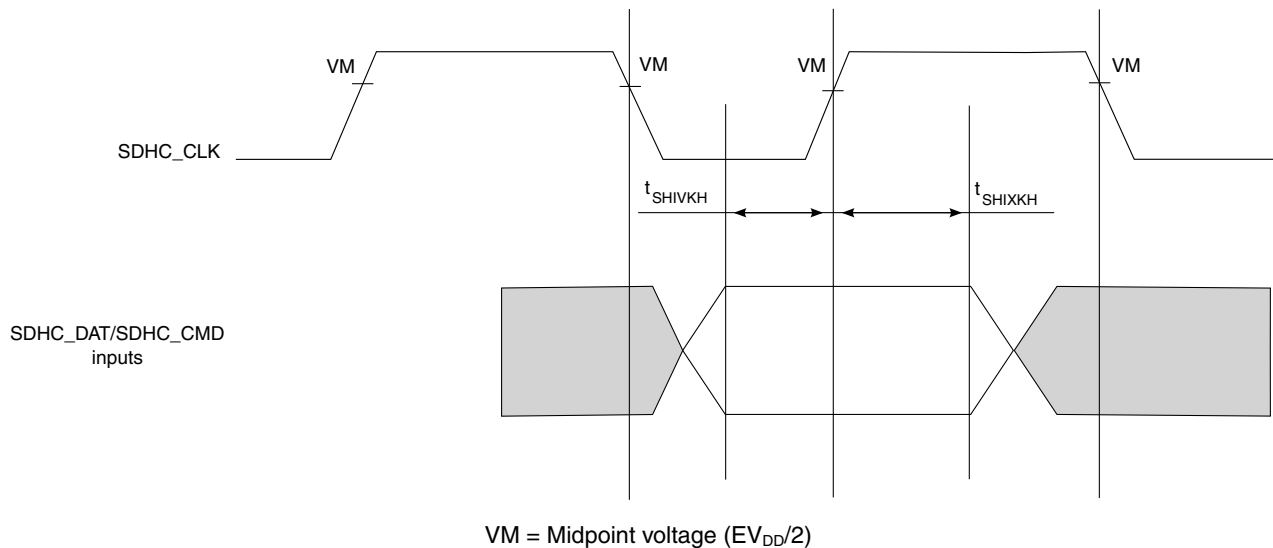 VM
VM
VM
VM
SDHC_CLK
tSHIVKH
tSHIXKH
SDHC_DAT/SDHC_CMD
inputs
VM = Midpoint voltage (EVDD/2)